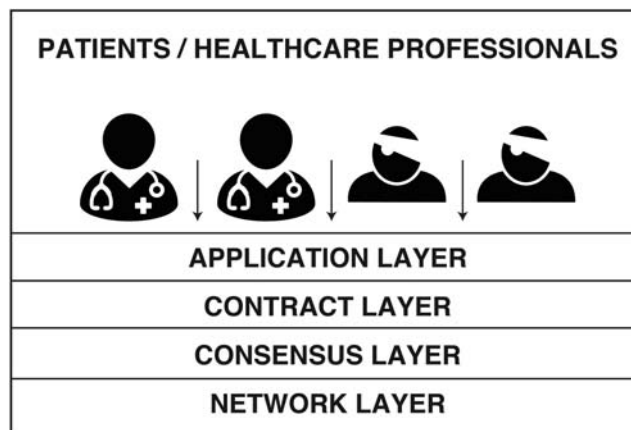 PATIENTS / HEALTHCARE PROFESSIONALS
APPLICATION LAYER
CONTRACT LAYER
CONSENSUS LAYER
NETWORK LAYER